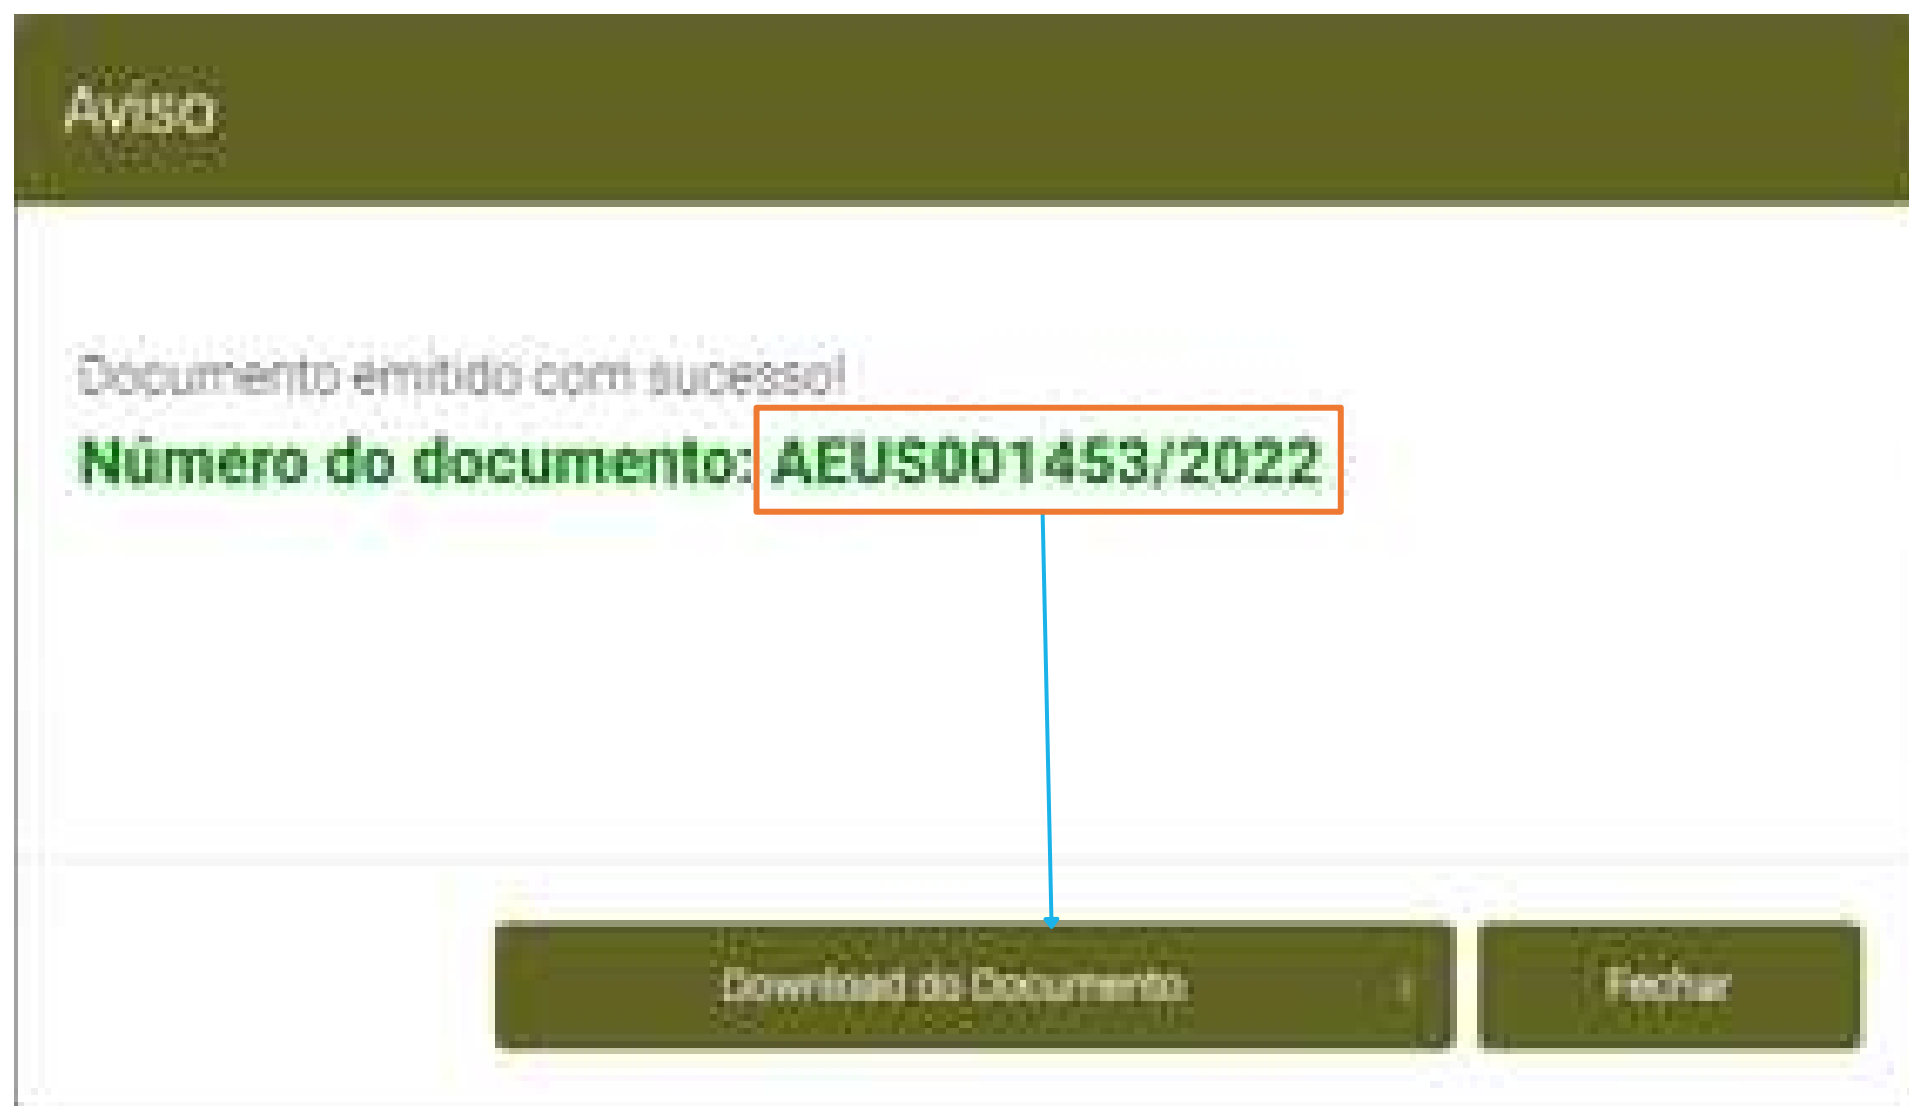 Aviso
Documento emitido com sucesso!
Número do documento: AEUS001453/2022
Download do Documento
Fechar